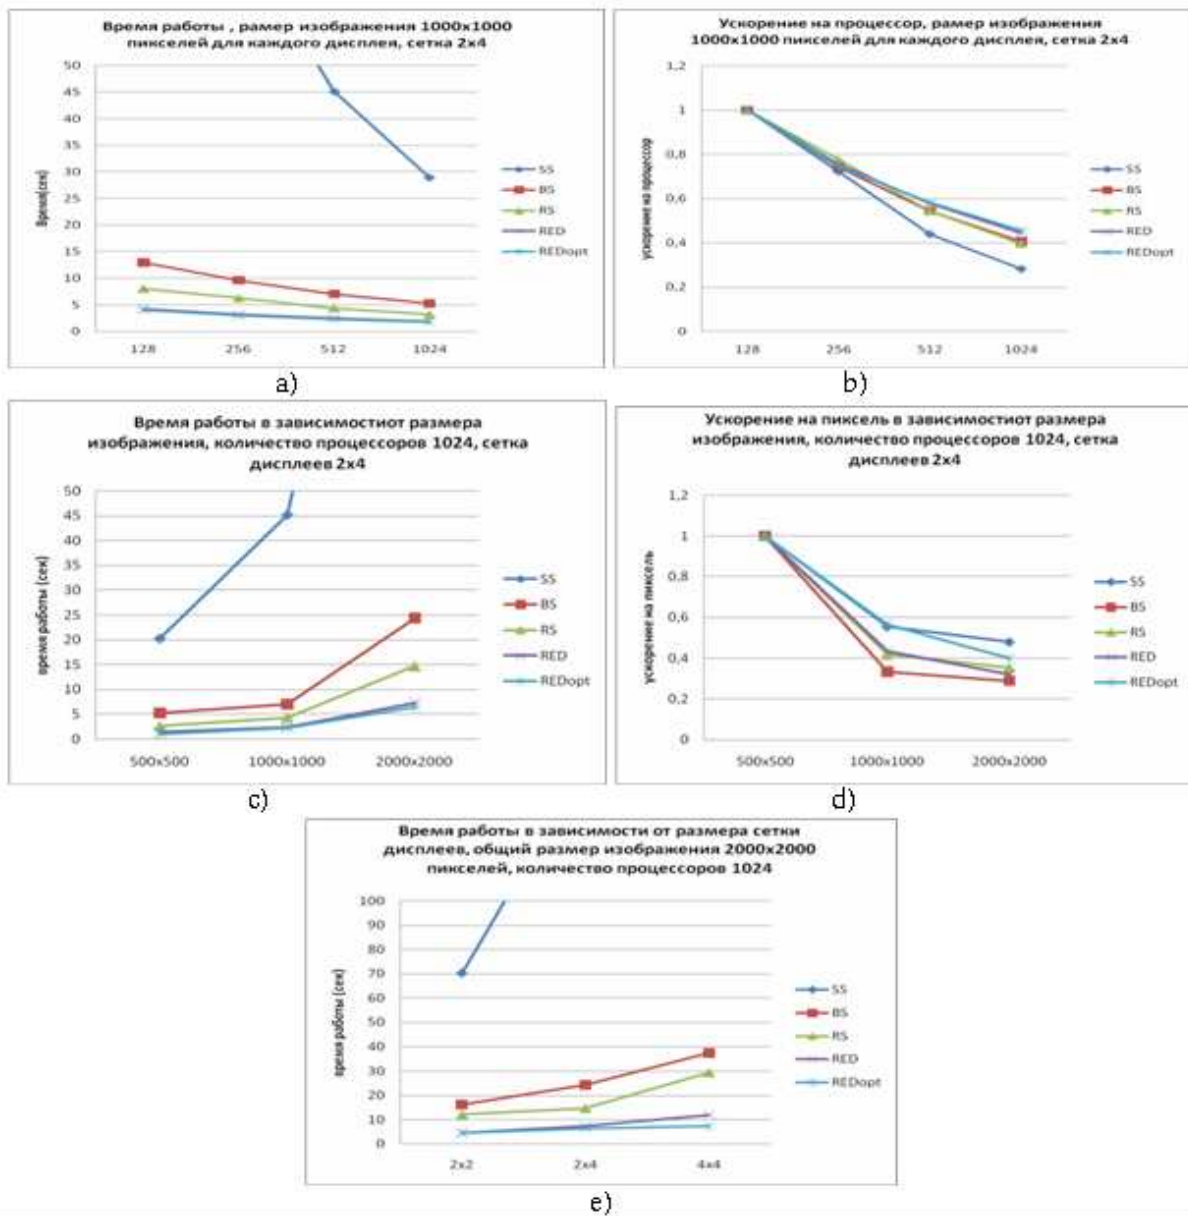 Время работы , рамер изображения 1000x1000
пикселей для каждого дисплея, сетка 2x4
Время(сек)
50
45
40
35
30
25
20
15
10
5
0
128
256
512
1024
SS
BS
RS
RED
REDopt
a)
Ускорение на процессор, рамер изображения
1000x1000 пикселей для каждого дисплея, сетка 2x4
ускорение на процессор
1,2
1
0,8
0,6
0,4
0,2
0
128
256
512
1024
SS
BS
RS
RED
REDopt
b)
Время работы в зависимостиот размера
изображения, количество процессоров 1024, сетка
дисплеев 2x4
время работы (сек)
50
45
40
35
30
25
20
15
10
5
0
500x500
1000x1000
2000x2000
SS
BS
RS
RED
REDopt
c)
Ускорение на пиксель в зависимостиот размера
изображения, количество процессоров 1024, сетка
дисплеев 2x4
ускорение на пиксель
1,2
1
0,8
0,6
0,4
0,2
0
500x500
1000x1000
2000x2000
SS
BS
RS
RED
REDopt
d)
Время работы в зависимости от размера сетки
дисплеев, общий размер изображения 2000x2000
пикселей, количество процессоров 1024
время работы (сек)
100
90
80
70
60
50
40
30
20
10
0
2x2
2x4
4x4
SS
BS
RS
RED
REDopt
e)